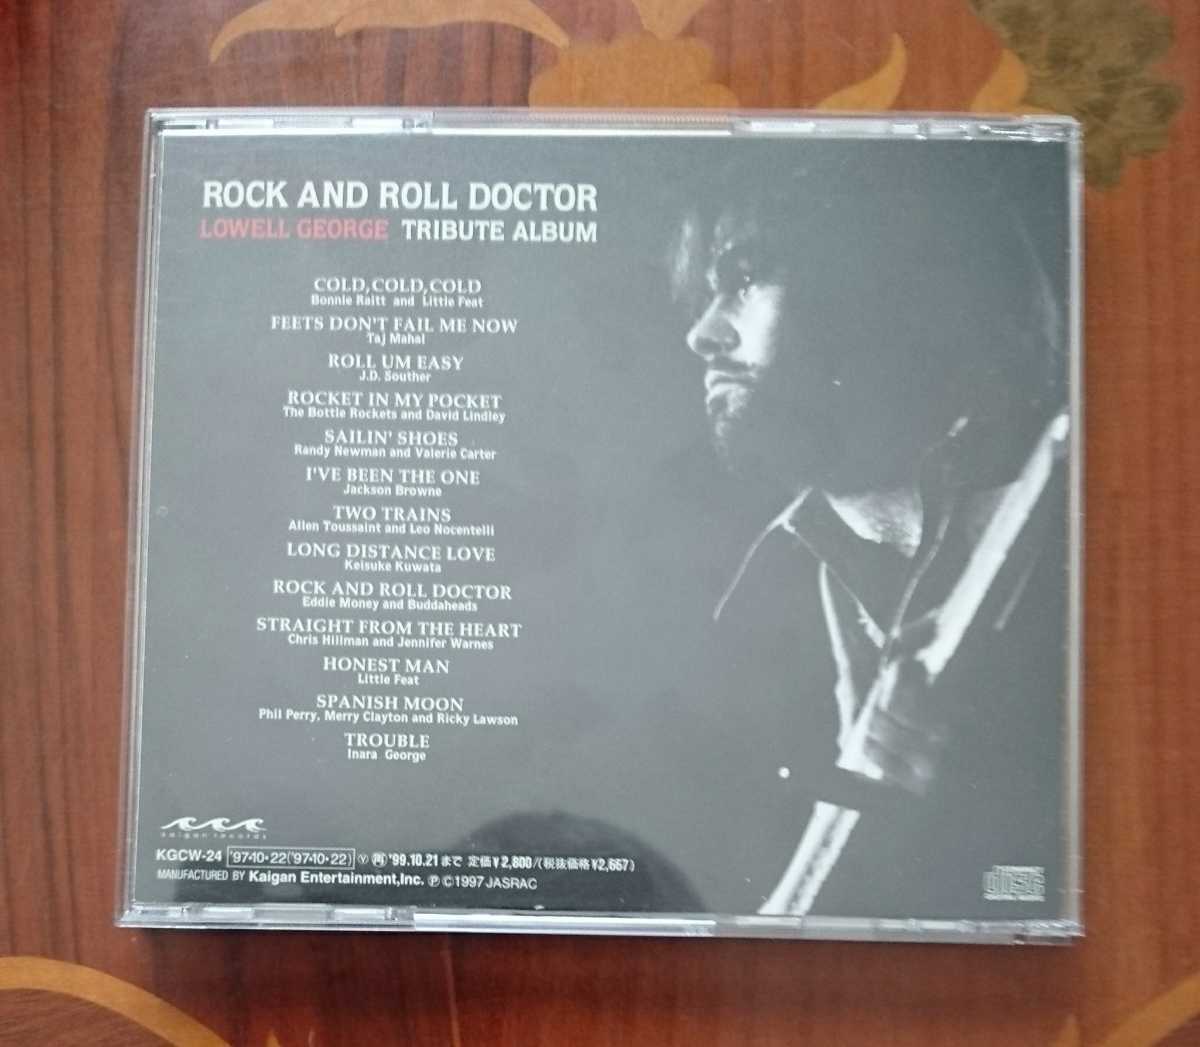 ROCK AND ROLL DOCTOR
LOWELL GEORGE TRIBUTE ALBUM
COLD, COLD, COLD
Bonnie Raitt and Little Feat
FEETS DON'T FAIL ME NOW
Taj Mahal
ROLL UM EASY
J.D. Souther
ROCKET IN MY POCKET
The Bottle Rockets and David Lindley
SAILIN' SHOES
Randy Newman and Valerie Carter
I'VE BEEN THE ONE
Jackson Browne
TWO TRAINS
Allen Toussaint and Leo Nocentelli
LONG DISTANCE LOVE
Keisuke Kuwata
ROCK AND ROLL DOCTOR
Eddie Money and Buddaheads
STRAIGHT FROM THE HEART
Chris Hillman and Jennifer Warnes
HONEST MAN
Little Feat
SPANISH MOON
Phil Perry, Merry Clayton and Ricky Lawson
TROUBLE
Inara George
kaigan records
KGCW-24 '97・10・22('97・10・22) Ⓨ ㊢ '99.10.21まで 定価¥2,800/(税抜価格¥2,667)
MANUFACTURED BY Kaigan Entertainment,Inc. ℗©1997 JASRAC
COMPACT
disc
DIGITAL AUDIO